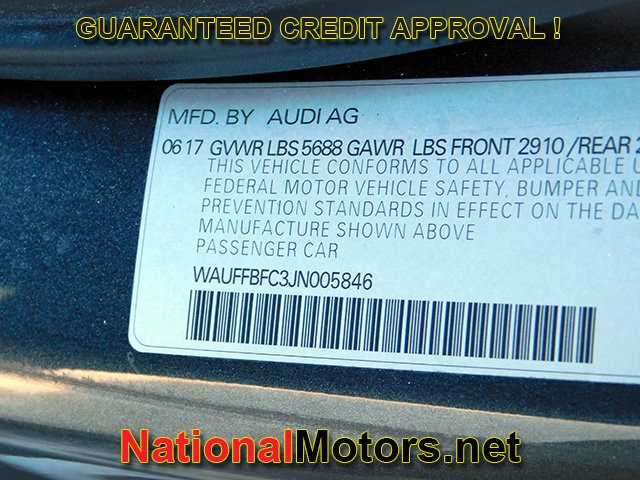 GUARANTEED CREDIT APPROVAL !
MFD. BY AUDI AG
06 17 GVWR LBS 5688 GAWR LBS FRONT 2910 /REAR 2
THIS VEHICLE CONFORMS TO ALL APPLICABLE U
FEDERAL MOTOR VEHICLE SAFETY, BUMPER AND
PREVENTION STANDARDS IN EFFECT ON THE DA
MANUFACTURE SHOWN ABOVE
PASSENGER CAR
WAUFFBFC3JN005846
NationalMotors.net